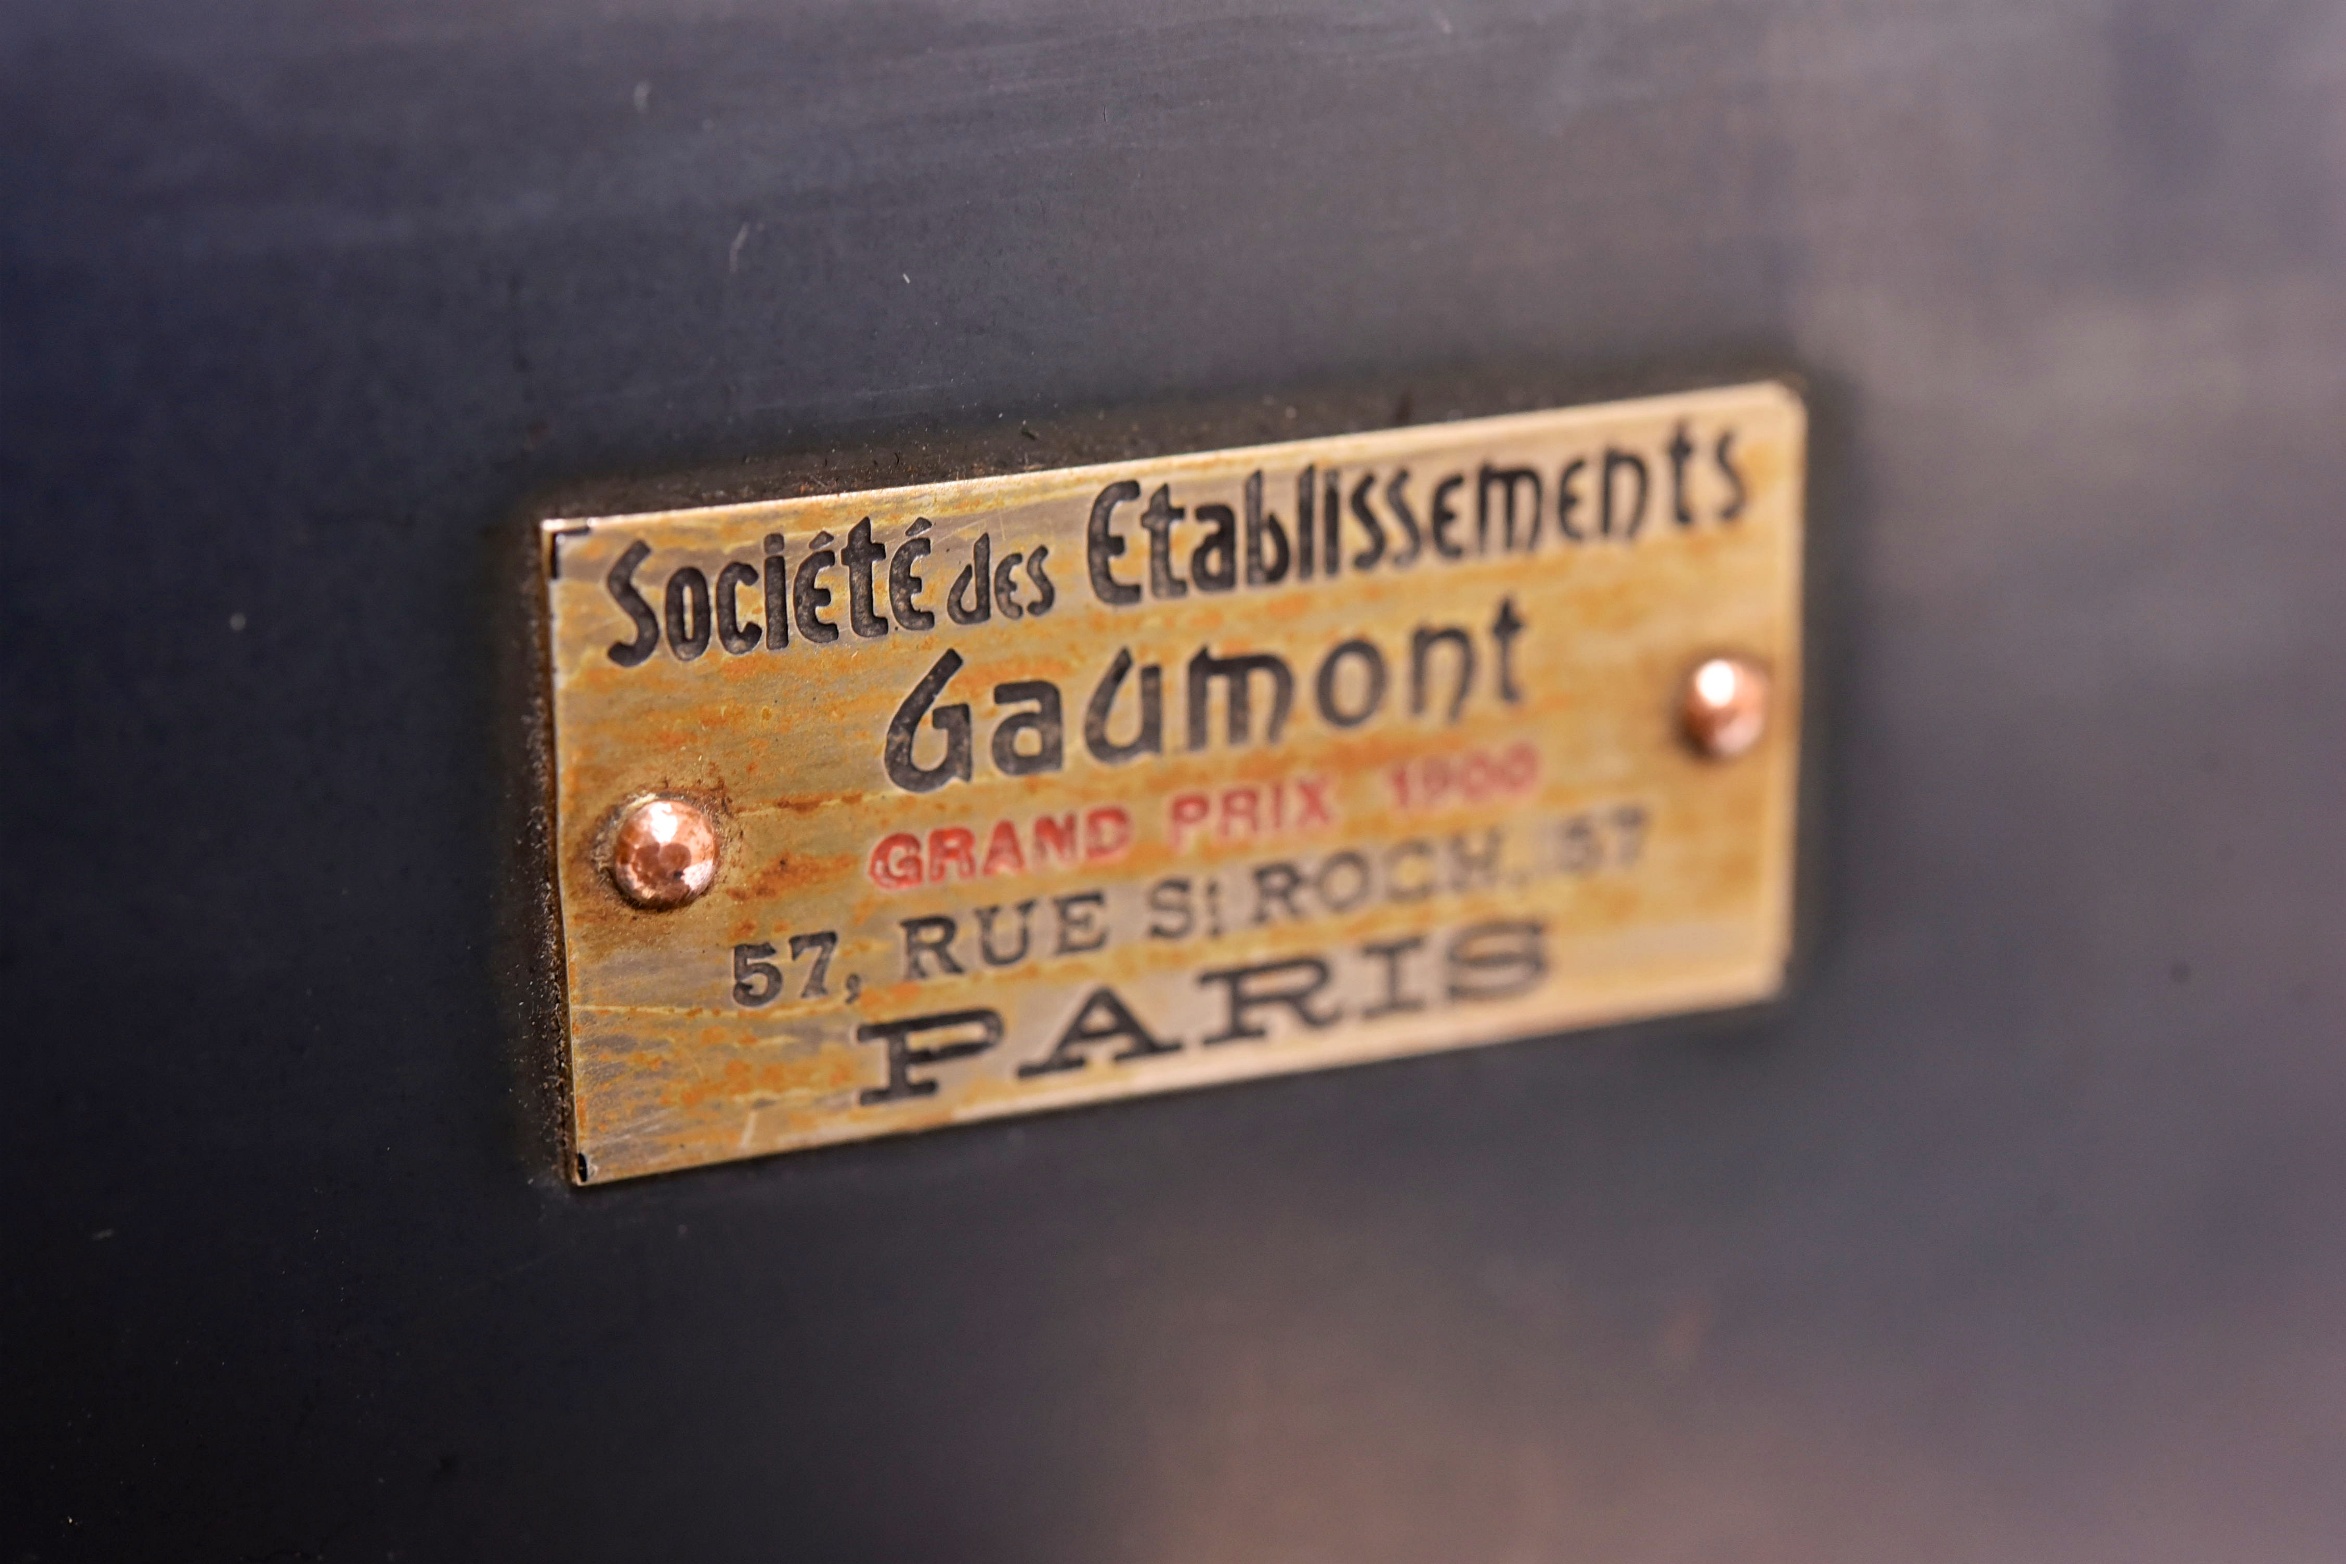 Société des Etablissements
Gaumont
GRAND PRIX 1900
57, RUE St ROCH, 57
PARIS